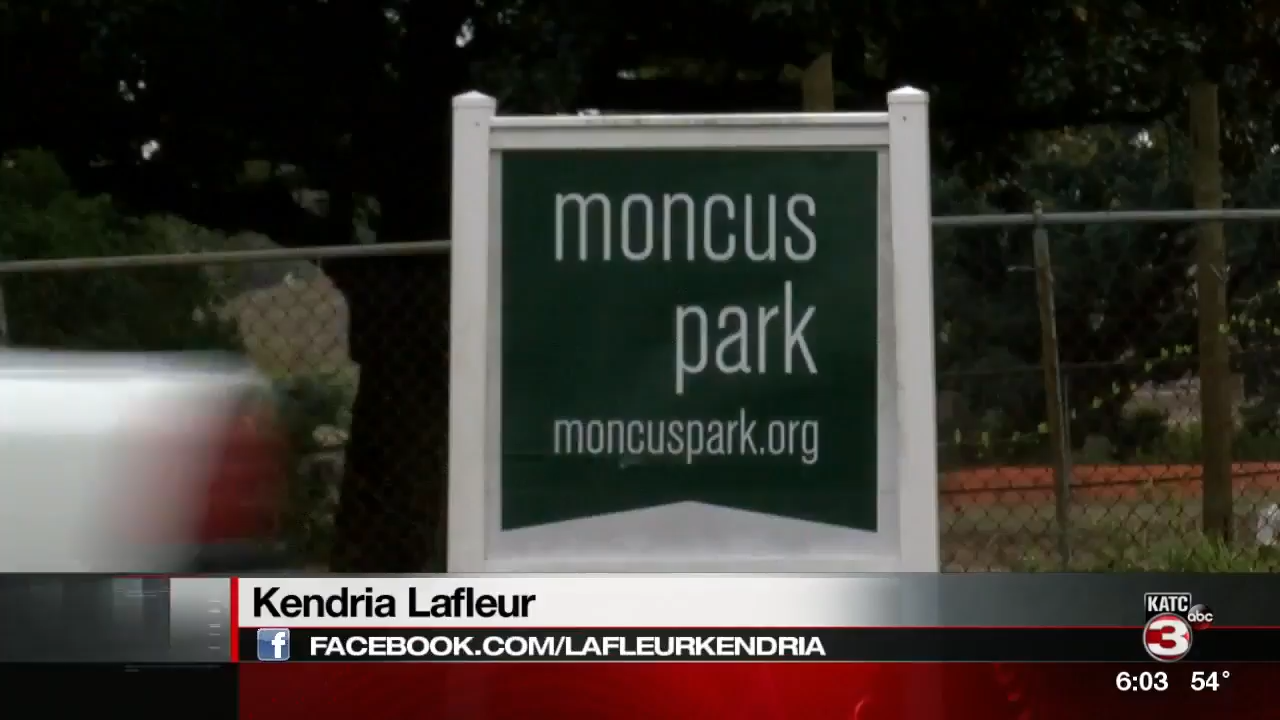 moncus
park
moncuspark.org
Kendria Lafleur
f FACEBOOK.COM/LAFLEURKENDRIA
KATC
abc
3
6:03 54°